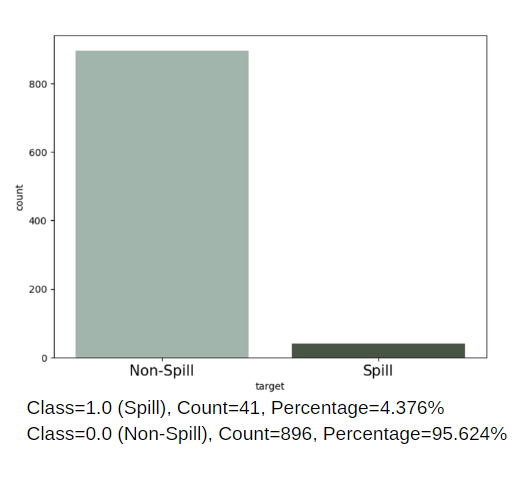 800
600
400
200
0
count
Non-Spill
Spill
target
Class=1.0 (Spill), Count=41, Percentage=4.376%
Class=0.0 (Non-Spill), Count=896, Percentage=95.624%